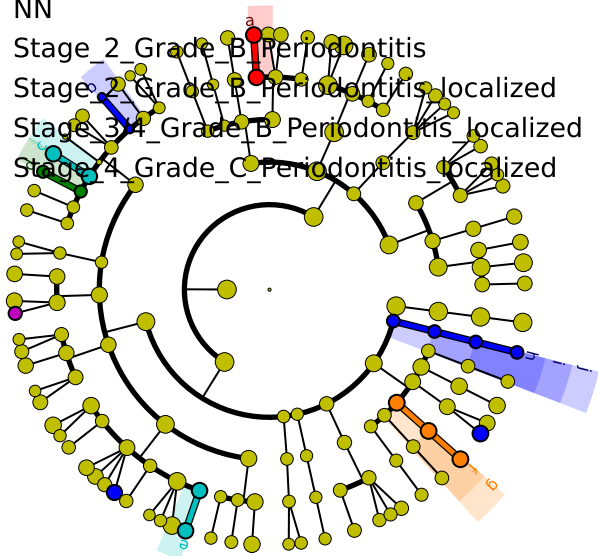 NN
Stage_2_Grade_B_Periodontitis
Stage_2_Grade_B_Periodontitis_localized
Stage_3/4_Grade_B_Periodontitis_localized
Stage_4_Grade_C_Periodontitis_localized
a
e
f
g